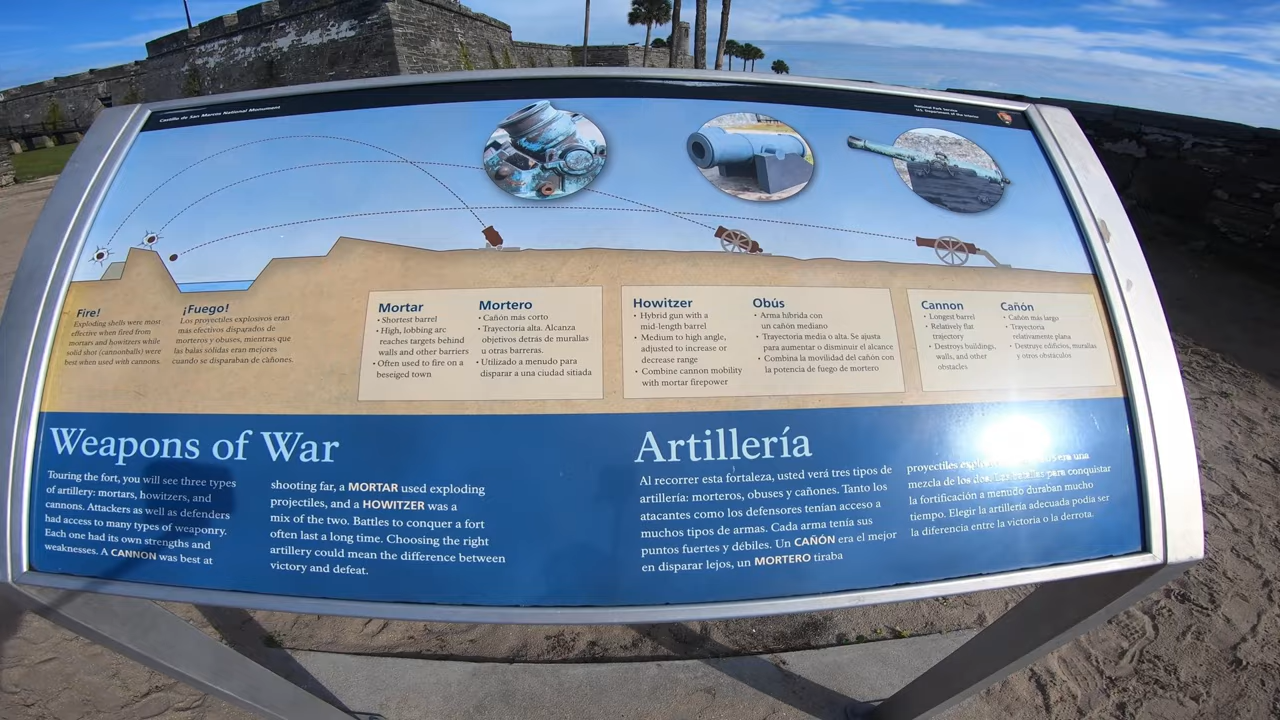 Castillo de San Marcos National Monument
National Park Service
U.S. Department of the Interior
Fire!
Exploding shells were most
effective when fired from
mortars and howitzers while
solid shot (cannonballs) were
best when used with cannons.
¡Fuego!
Los proyectiles explosivos eran
más efectivos disparados de
morteros y obuses, mientras que
las balas sólidas eran mejores
cuando se disparaban de cãnones.
Mortar
• Shortest barrel
• High, lobbing arc
reaches targets behind
walls and other barriers
• Often used to fire on a
beseiged town
Mortero
• Cañón más corto
• Trayectoria alta. Alcanza
objetivos detrás de murallas
u otras barreras.
• Utilizado a menudo para
disparar a una ciudad sitiada
Howitzer
• Hybrid gun with a
mid-length barrel
• Medium to high angle,
adjusted to increase or
decrease range
• Combine cannon mobility
with mortar firepower
Obús
• Arma híbrida con
un cañón mediano
• Trayectoria media o alta. Se ajusta
para aumentar o disminuir el alcance
• Combina la movilidad del cañón con
la potencia de fuego de mortero
Cannon
• Longest barrel
• Relatively flat
trajectory
• Destroys buildings,
walls, and other
obstacles
Cañón
• Cañón más largo
• Trayectoria
relativamente plana
• Destruye edificios, murallas
y otros obstáculos
Weapons of War
Touring the fort, you will see three types
of artillery: mortars, howitzers, and
cannons. Attackers as well as defenders
had access to many types of weaponry.
Each one had its own strengths and
weaknesses. A CANNON was best at
shooting far, a MORTAR used exploding
projectiles, and a HOWITZER was a
mix of the two. Battles to conquer a fort
often last a long time. Choosing the right
artillery could mean the difference between
victory and defeat.
Artillería
Al recorrer esta fortaleza, usted verá tres tipos de
artillería: morteros, obuses y cañones. Tanto los
atacantes como los defensores tenían acceso a
muchos tipos de armas. Cada arma tenía sus
puntos fuertes y débiles. Un CAÑÓN era el mejor
en disparar lejos, un MORTERO tiraba
proyectiles una
mezcla de los dos. para conquistar
la fortificación a menudo duraban mucho
tiempo. Elegir la artillería adecuada podía ser
la diferencia entre la victoria o la derrota.